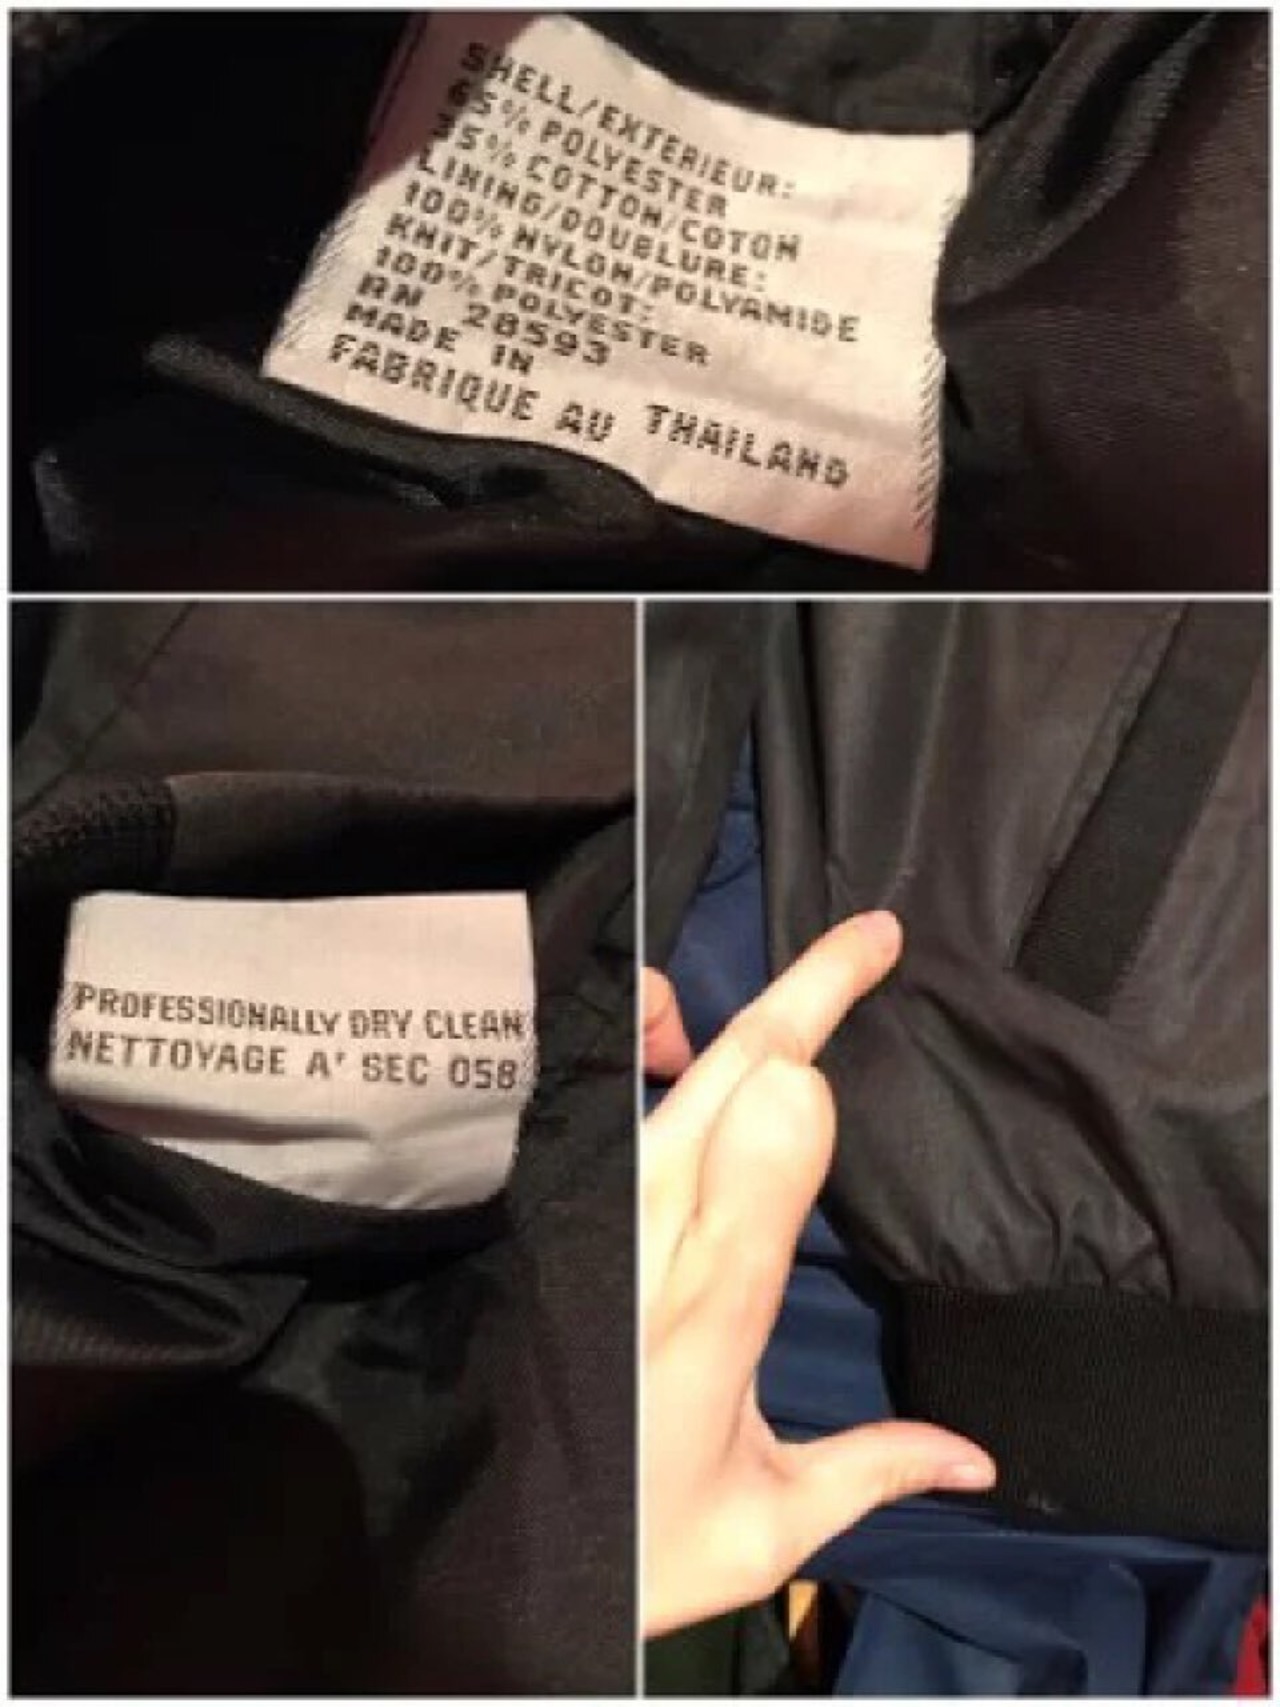 SHELL/EXTERIEUR:
65% POLYESTER
35% COTTON/COTON
LINING/DOUBLURE:
100% NYLON/POLYAMIDE
KNIT/TRICOT:
100% POLYESTER
RN 28593
MADE IN
FABRIQUE AU THAILAND
PROFESSIONALLY DRY CLEAN
NETTOYAGE A' SEC 058